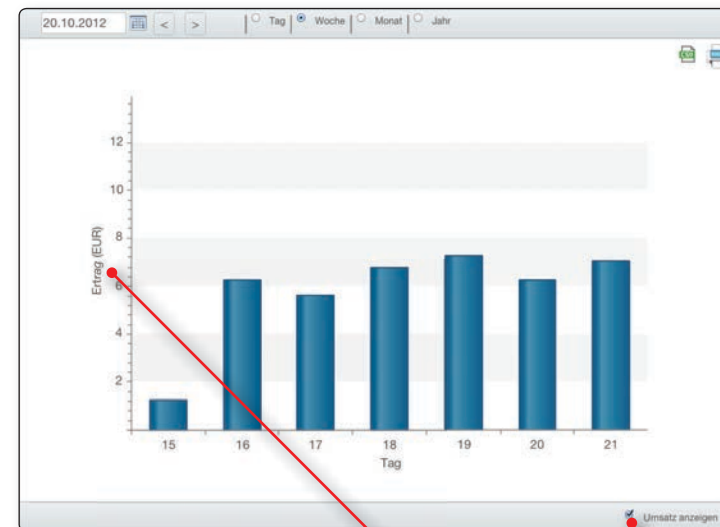 20.10.2012 < > Tag Woche Monat Jahr
12
10
8
6
4
2
Ertrag (EUR)
15 16 17 18 19 20 21
Tag
Umsatz anzeigen